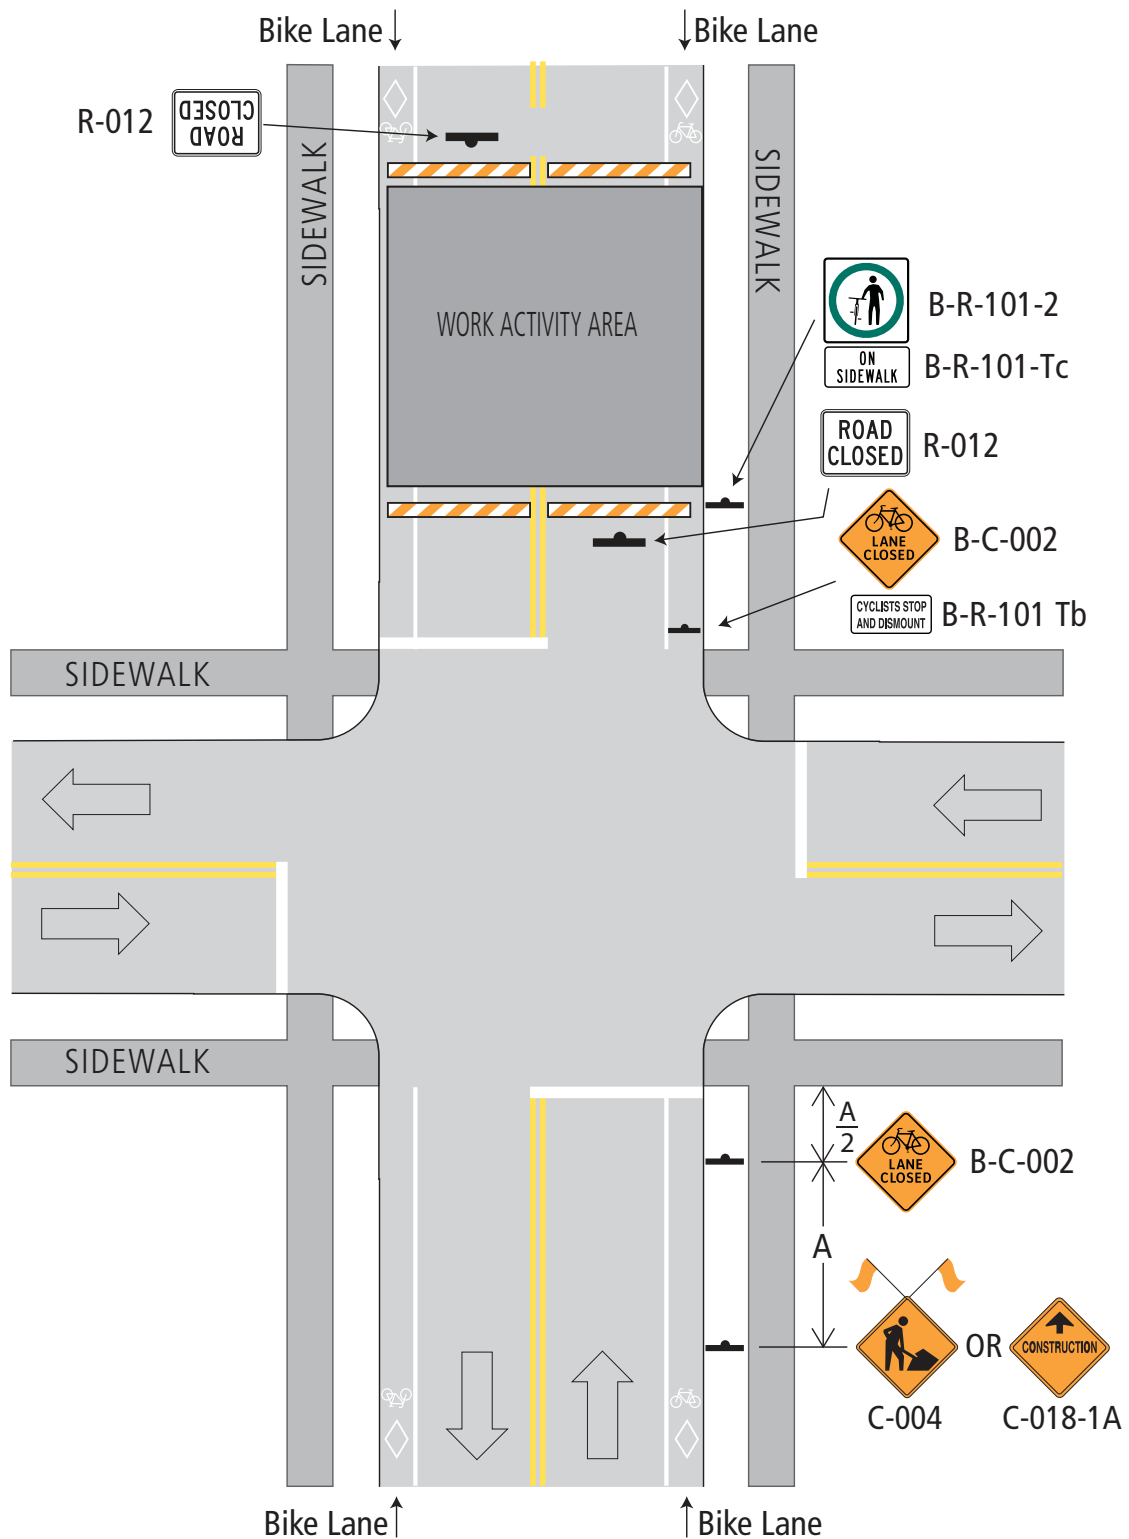 Bike Lane
Bike Lane
R-012
ROAD
CLOSED
SIDEWALK
SIDEWALK
WORK ACTIVITY AREA
B-R-101-2
ON
SIDEWALK
B-R-101-Tc
ROAD
CLOSED
R-012
LANE
CLOSED
B-C-002
CYCLISTS STOP
AND DISMOUNT
B-R-101 Tb
SIDEWALK
SIDEWALK
A
2
LANE
CLOSED
B-C-002
A
OR
CONSTRUCTION
C-004
C-018-1A
Bike Lane
Bike Lane